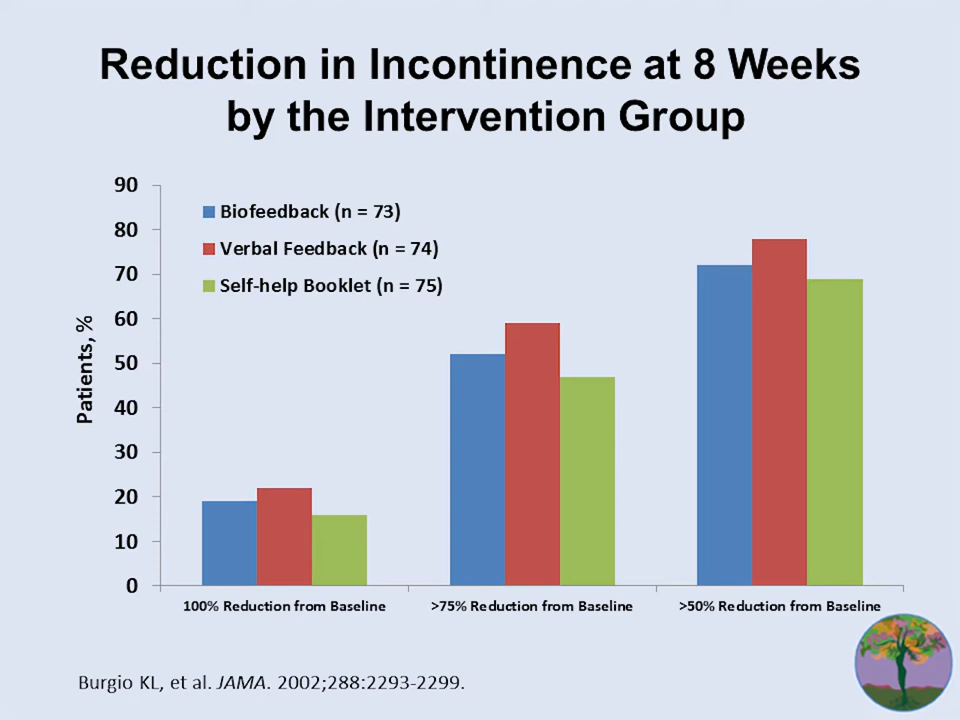 Reduction in Incontinence at 8 Weeks
by the Intervention Group
90
80
70
60
50
40
30
20
10
0
Patients, %
Biofeedback (n = 73)
Verbal Feedback (n = 74)
Self-help Booklet (n = 75)
100% Reduction from Baseline
>75% Reduction from Baseline
>50% Reduction from Baseline
Burgio KL, et al. JAMA. 2002;288:2293-2299.